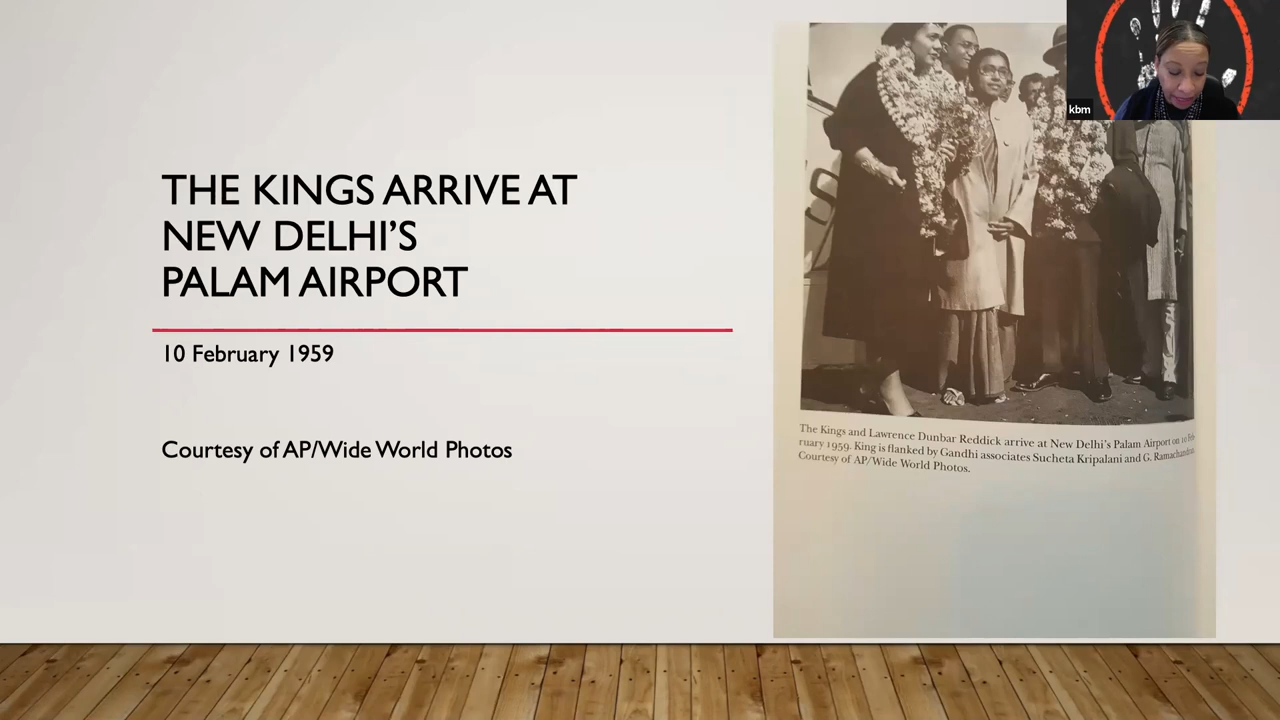 THE KINGS ARRIVE AT
NEW DELHI'S
PALAM AIRPORT
10 February 1959
Courtesy of AP/Wide World Photos
kbm
The Kings and Lawrence Dunbar Reddick arrive at New Delhi's Palam Airport on 10 Feb-
ruary 1959. King is flanked by Gandhi associates Sucheta Kripalani and G. Ramachandran.
Courtesy of AP/Wide World Photos.